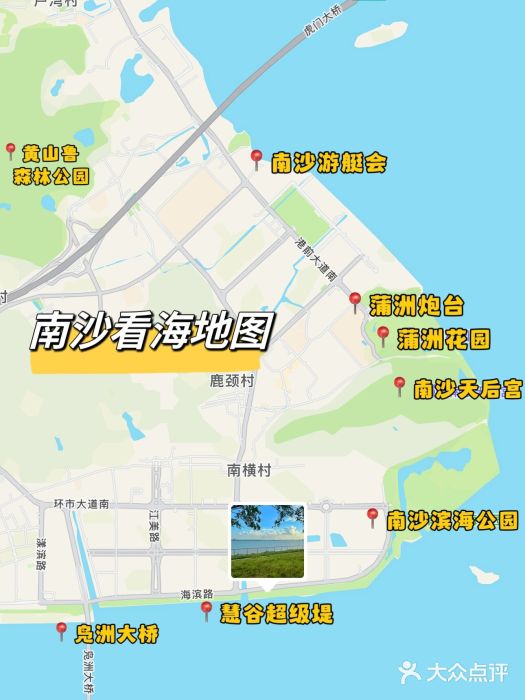 芦湾村
虎门大桥
黄山鲁
森林公园
南沙游艇会
港前大道南
蒲洲炮台
南沙看海地图
蒲洲花园
村
鹿颈村
南沙天后宫
南横村
环市大道南
江美路
南沙滨海公园
漾滨路
海滨路
慧谷超级堤
凫洲大桥
凫洲大桥
大众点评